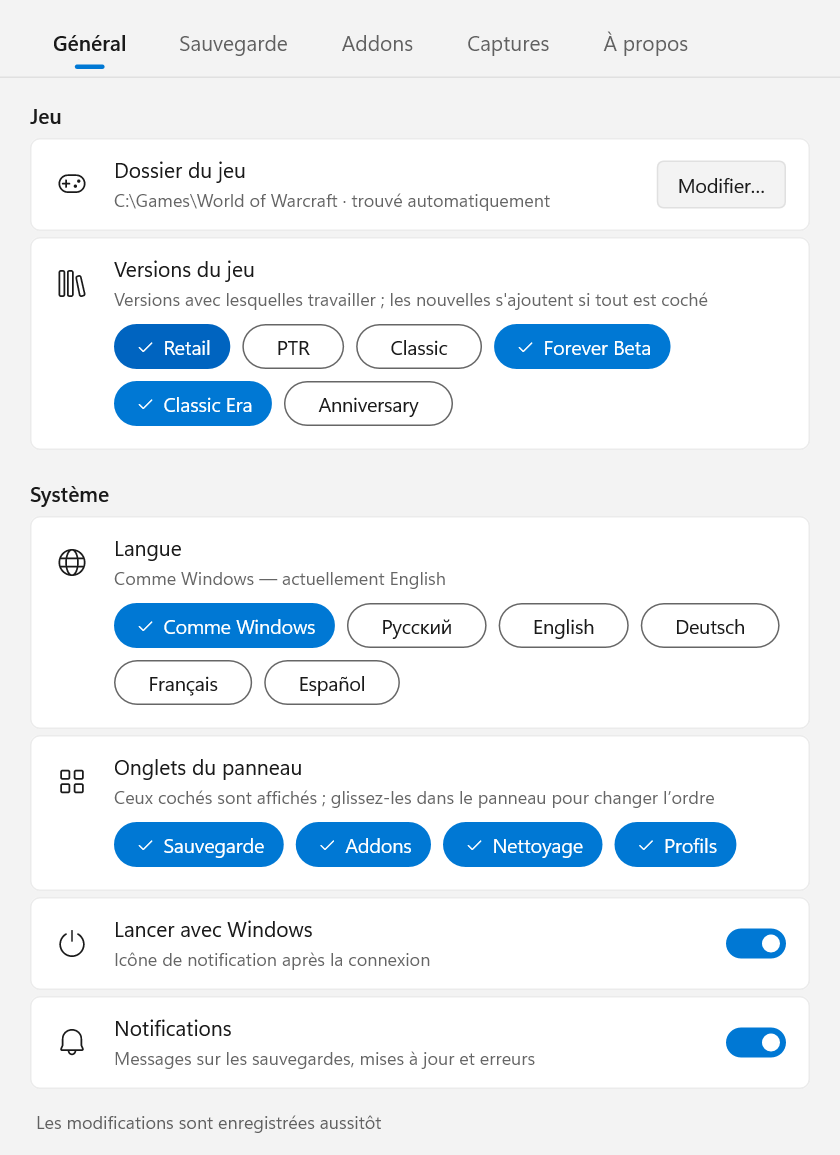 Général Sauvegarde Addons Captures À propos
Jeu
Dossier du jeu
C:\Games\World of Warcraft · trouvé automatiquement
Modifier...
Versions du jeu
Versions avec lesquelles travailler ; les nouvelles s'ajoutent si tout est coché
Retail PTR Classic Forever Beta
Classic Era Anniversary
Système
Langue
Comme Windows — actuellement English
Comme Windows Русский English Deutsch
Français Español
Onglets du panneau
Ceux cochés sont affichés ; glissez-les dans le panneau pour changer l’ordre
Sauvegarde Addons Nettoyage Profils
Lancer avec Windows
Icône de notification après la connexion
Notifications
Messages sur les sauvegardes, mises à jour et erreurs
Les modifications sont enregistrées aussitôt